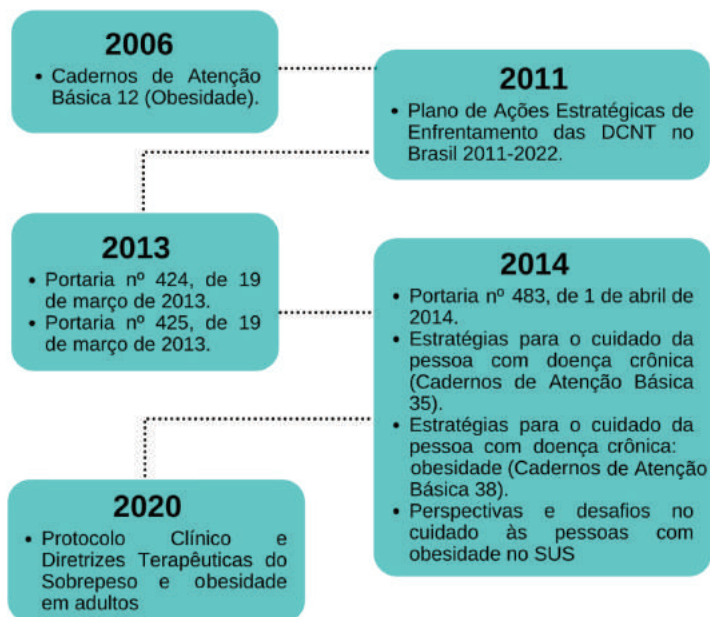 2006
• Cadernos de Atenção
Básica 12 (Obesidade).
2011
• Plano de Ações Estratégicas de
Enfrentamento das DCNT no
Brasil 2011-2022.
2013
• Portaria nº 424, de 19
de março de 2013.
• Portaria nº 425, de 19
de março de 2013.
2014
• Portaria nº 483, de 1 de abril de
2014.
• Estratégias para o cuidado da
pessoa com doença crônica
(Cadernos de Atenção Básica
35).
• Estratégias para o cuidado da
pessoa com doença crônica:
obesidade (Cadernos de Atenção
Básica 38).
• Perspectivas e desafios no
cuidado às pessoas com
obesidade no SUS
2020
• Protocolo Clínico e
Diretrizes Terapêuticas do
Sobrepeso e obesidade
em adultos